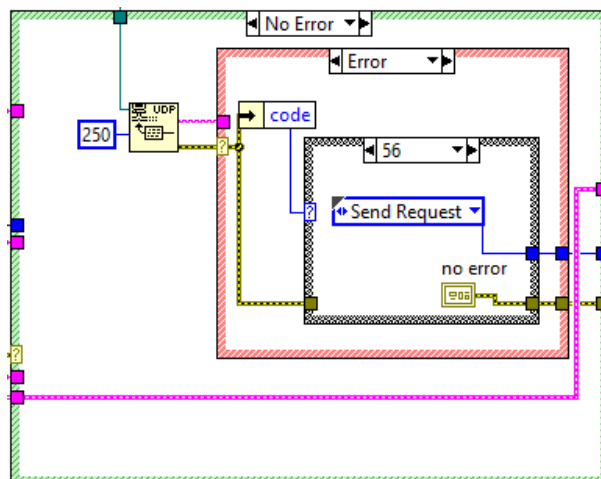 No Error
Error
UDP
250
code
56
Send Request
no error
?
?
?